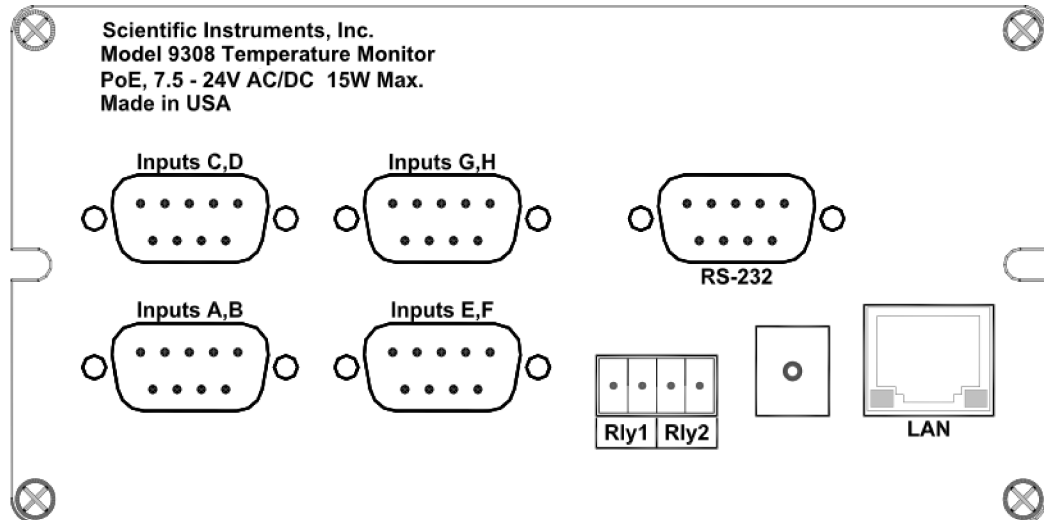 Scientific Instruments, Inc.
Model 9308 Temperature Monitor
PoE, 7.5 - 24V AC/DC 15W Max.
Made in USA
Inputs C,D
Inputs G,H
RS-232
Inputs A,B
Inputs E,F
Rly1 Rly2
LAN